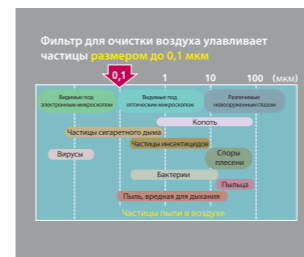 Фильтр для очистки воздуха улавливает
частицы размером до 0,1 мкм
0,1 1 10 100 (мкм)
Видимые под
электронным микроскопом
Видимые под
оптическим микроскопом
Различимые
невооруженным глазом
Копоть
Частицы сигаретного дыма
Частицы инсектицидов
Вирусы
Споры
плесени
Бактерии
Пыльца
Пыль, вредная для дыхания
Частицы пыли в воздухе